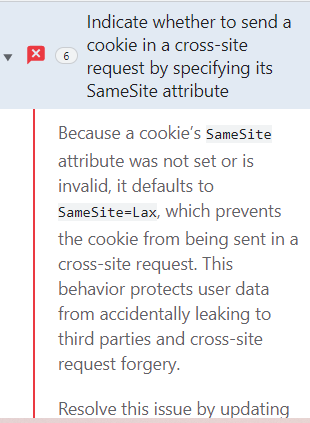 Indicate whether to send a
cookie in a cross-site
6
request by specifying its
SameSite attribute
Because a cookie's SameSite
attribute was not set or is
invalid, it defaults to
SameSite=Lax, which prevents
the cookie from being sent in a
cross-site request. This
behavior protects user data
from accidentally leaking to
third parties and cross-site
request forgery.
Resolve this issue by updating